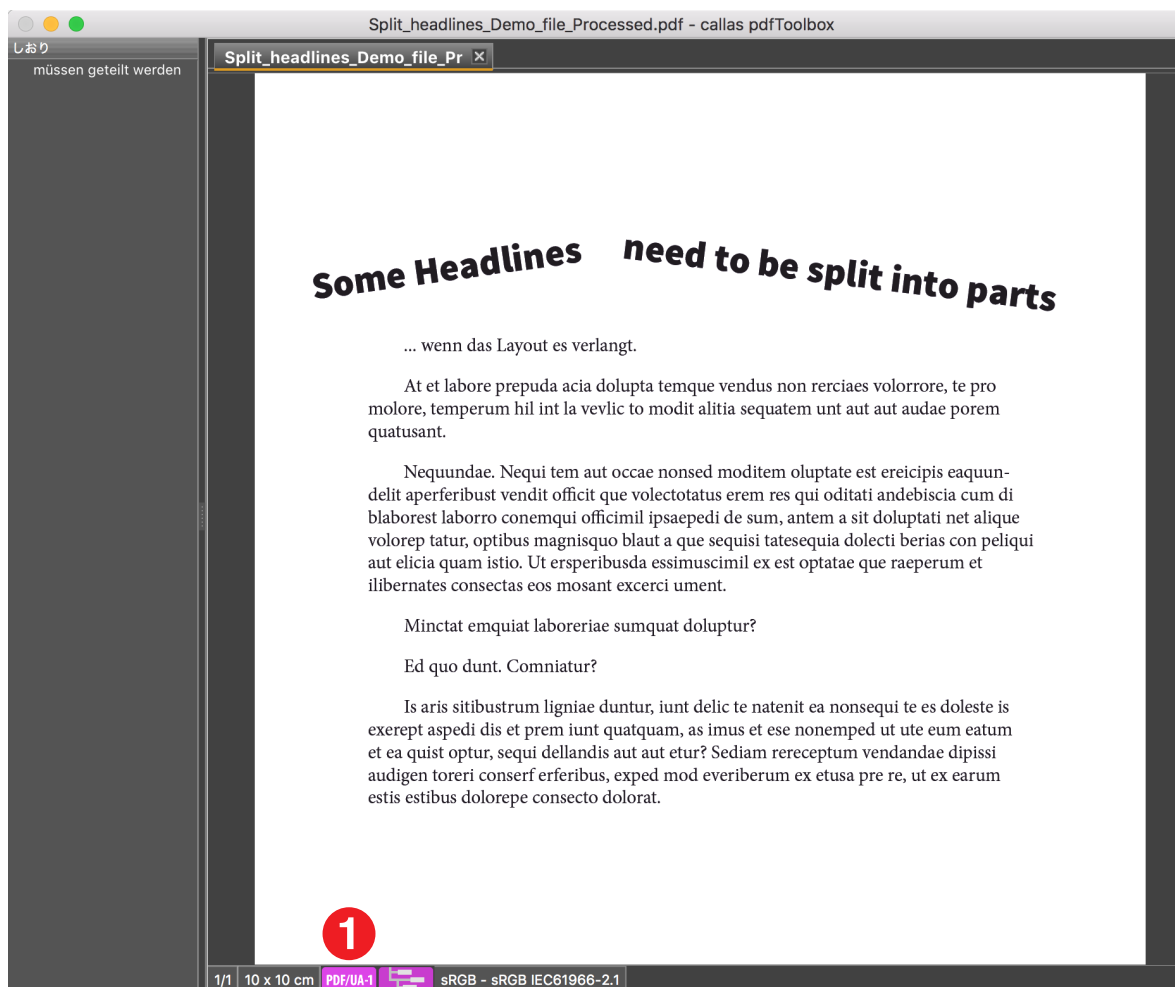 Split_headlines_Demo_file_Processed.pdf - callas pdfToolbox
しおり
müssen geteilt werden
Split_headlines_Demo_file_Pr
Some Headlines need to be split into parts
... wenn das Layout es verlangt.
At et labore prepuda acia dolupta temque vendus non rerciaes volorrore, te pro
molore, temperum hil int la vevlic to modit alitia sequatem unt aut aut audae porem
quatusant.
Nequundae. Nequi tem aut occae nonsed moditem oluptate est ereicipis eaquun-
delit aperferibust vendit officit que volectotatus erem res qui oditati andebiscia cum di
blaborest laborro conemqui officimil ipsaepedi de sum, antem a sit doluptati net alique
volorep tatur, optibus magnisquo blaut a que sequisi tatesequia dolecti berias con peliqui
aut elicia quam istio. Ut ersperibusda essimuscimil ex est optatae que raeperum et
ilibernates consectas eos mosant excerci ument.
Minctat emquiat laboreriae sumquat doluptur?
Ed quo dunt. Comniatur?
Is aris sitibustrum ligniae duntur, iunt delic te natenit ea nonsequi te es doleste is
exerept aspedi dis et prem iunt quatquam, as imus et ese nonemped ut ute eum eatum
et ea quist optur, sequi dellandis aut aut etur? Sediam rereceptum vendandae dipissi
audigen toreri conserf erferibus, exped mod everiberum ex etusa pre re, ut ex earum
estis estibus dolorepe consecto dolorat.
1
1/1 10 x 10 cm PDF/UA-1 sRGB - sRGB IEC61966-2.1